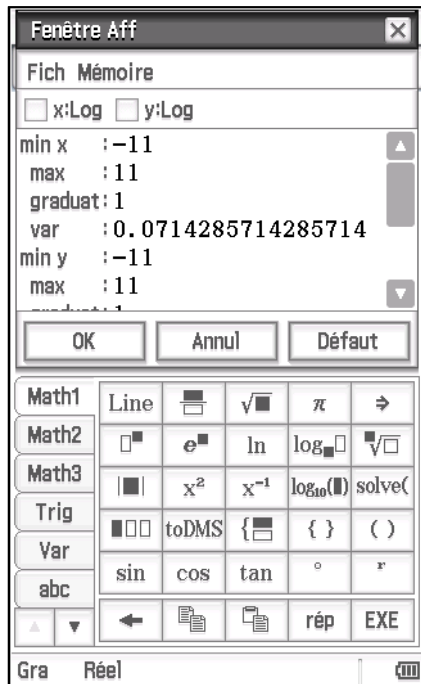 Fenêtre Aff
Fich Mémoire
x:Log y:Log
min x :-11
max :11
graduat:1
var :0.0714285714285714
min y :-11
max :11
OK Annul Défaut
Math1 Line √■ π ⇒
Math2 □■ e■ ln log■□ ■√□
Math3 |■| x² x⁻¹ log₁₀(■) solve(
Trig ■□□ toDMS { } ( )
Var sin cos tan ° r
abc
rép EXE
Gra Réel